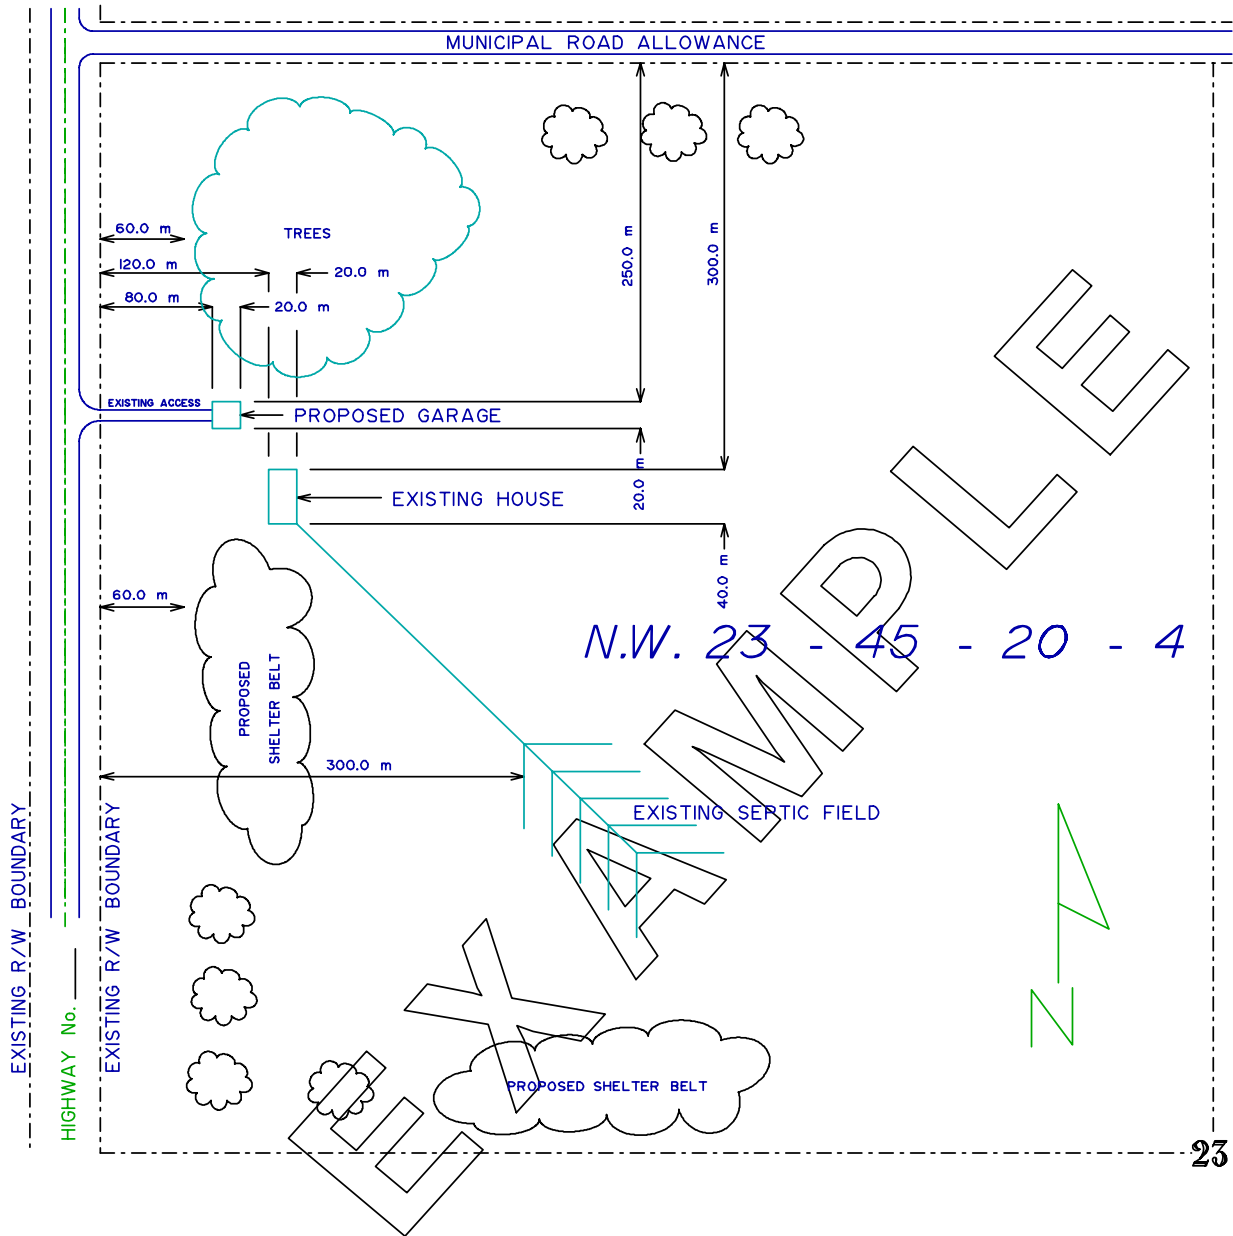 MUNICIPAL ROAD ALLOWANCE
60.0 m
TREES
120.0 m
20.0 m
80.0 m
20.0 m
250.0 m
300.0 m
EXISTING ACCESS
PROPOSED GARAGE
20.0 m
EXISTING HOUSE
40.0 m
60.0 m
N.W. 23 - 45 - 20 - 4
PROPOSED
SHELTER BELT
300.0 m
EXISTING SEPTIC FIELD
EXISTING R/W BOUNDARY
HIGHWAY No.
EXISTING R/W BOUNDARY
EXAMPLE
N
PROPOSED SHELTER BELT
23